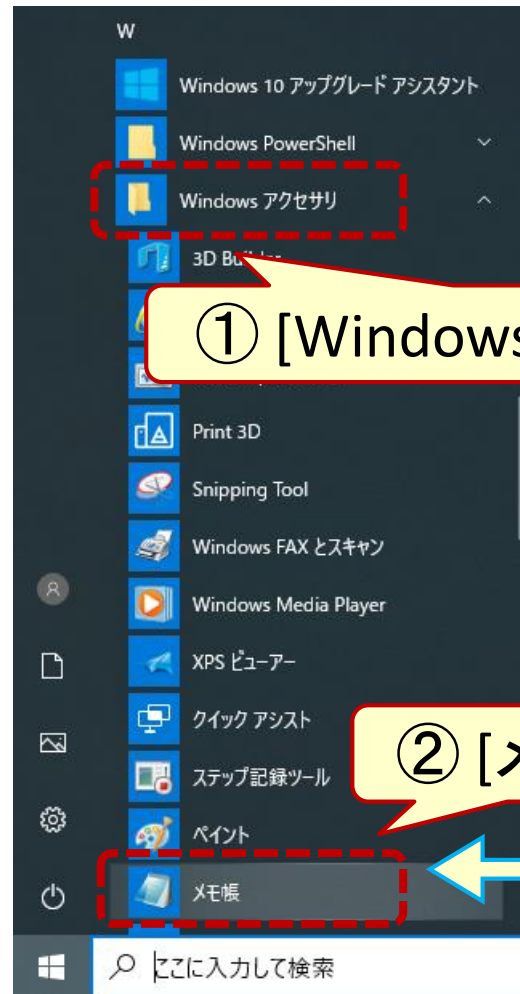 W
Windows 10 アップグレード アシスタント
Windows PowerShell
Windows アクセサリ
3D
① [Windows
Print 3D
Snipping Tool
Windows FAX とスキャン
Windows Media Player
XPS ビューアー
クイック アシスト
② [メ
ステップ記録ツール
ペイント
メモ帳
ここに入力して検索